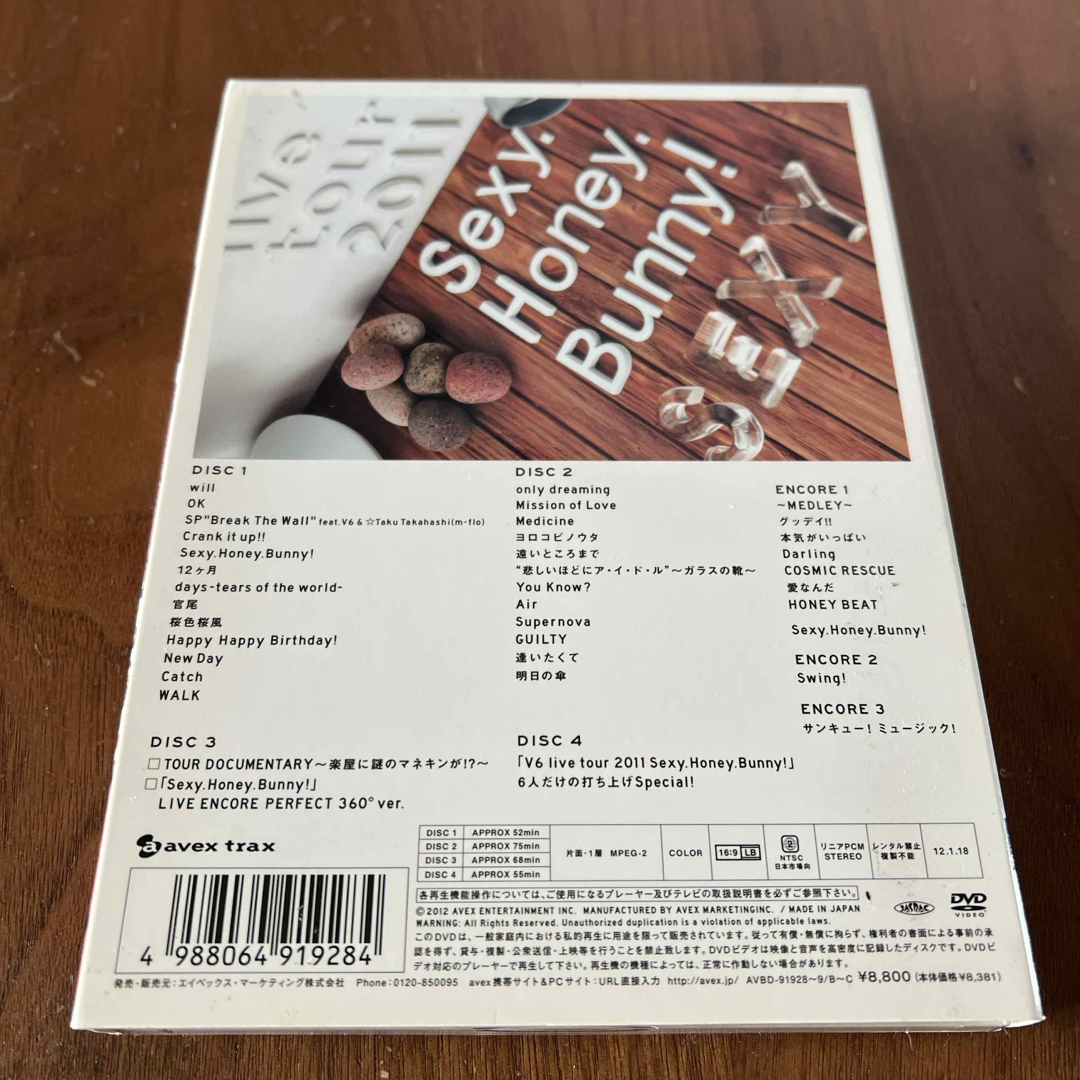 live
tour
2011
Sexy.
Honey.
Bunny!
SEXY
DISC 1
will
OK
SP"Break The Wall" feat.V6 & ☆Taku Takahashi(m-flo)
Crank it up!!
Sexy.Honey.Bunny!
12ヶ月
days-tears of the world-
官尾
桜色桜風
Happy Happy Birthday!
New Day
Catch
WALK
DISC 2
only dreaming
Mission of Love
Medicine
ヨロコビノウタ
遠いところまで
"悲しいほどにア・イ・ド・ル"～ガラスの靴～
You Know?
Air
Supernova
GUILTY
逢いたくて
明日の傘
ENCORE 1
～MEDLEY～
グッデイ!!
本気がいっぱい
Darling
COSMIC RESCUE
愛なんだ
HONEY BEAT
Sexy.Honey.Bunny!
ENCORE 2
Swing!
ENCORE 3
サンキュー! ミュージック!
DISC 3
□TOUR DOCUMENTARY～楽屋に謎のマネキンが!?～
□「Sexy.Honey.Bunny!」
LIVE ENCORE PERFECT 360° ver.
DISC 4
「V6 live tour 2011 Sexy.Honey.Bunny!」
6人だけの打ち上げSpecial!
avex trax
DISC 1 APPROX 52min
DISC 2 APPROX 75min
DISC 3 APPROX 68min
DISC 4 APPROX 55min
片面・1層 MPEG-2
COLOR
16:9 LB
2
NTSC
日本市場向
リニアPCM
STEREO
レンタル禁止
複製不能
12.1.18
各再生機能操作については、ご使用になるプレーヤー及びテレビの取扱説明書を必ずご参照下さい。
©2012 AVEX ENTERTAINMENT INC. MANUFACTURED BY AVEX MARKETINGINC. / MADE IN JAPAN
WARNING: All Rights Reserved. Unauthorized duplication is a violation of applicable laws.
このDVDは、一般家庭内における私的再生に用途を限って販売されています。従って有償・無償に拘らず、権利者の書面による事前の承
諾を得ず、貸与・複製・公衆送信・上映等を行うことを禁止致します。DVDビデオは映像と音声を高密度に記録したディスクです。DVDビ
デオ対応のプレーヤーで再生して下さい。再生機の機種によっては、正常に作動しない場合があります。
JASRAC
DVD
VIDEO
4 988064 919284
発売・販売元:エイベックス・マーケティング株式会社 Phone:0120-850095 avex携帯サイト&PCサイト:URL直接入力 http://avex.jp/ AVBD-91928~9/B~C ¥8,800 (本体価格¥8,381)